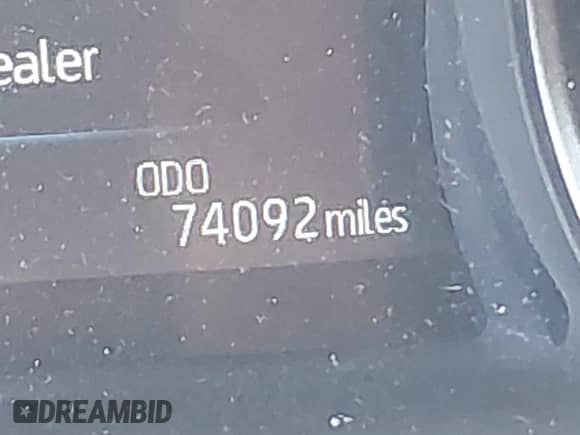 ealer
ODO
74092 miles
DREAMBID